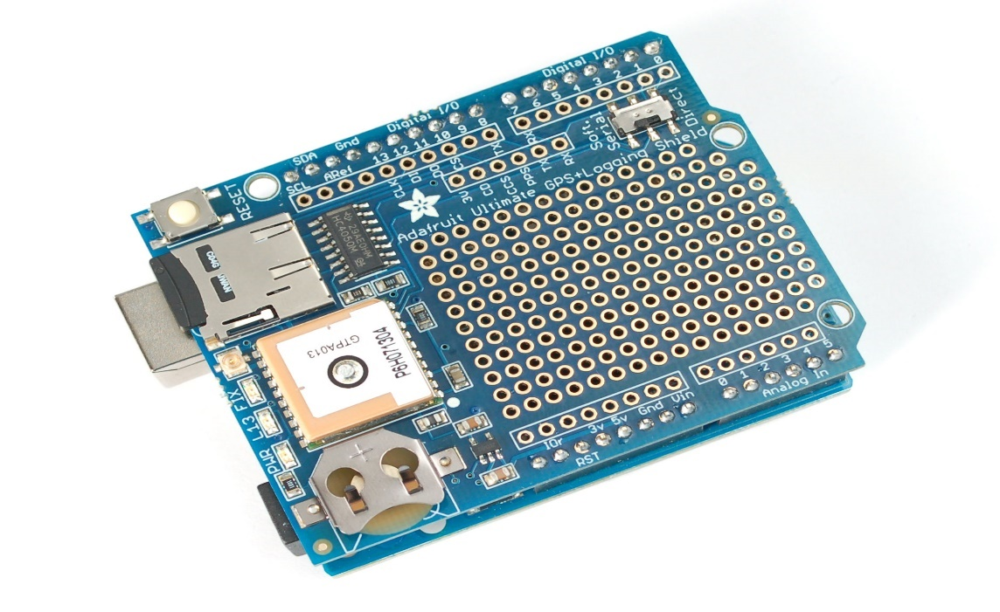 Digital I/O
7 6 5 4 3 2 1 0
Digital I/O
SDA Gnd
SCL ARef 13 12 11 10 9 8
RESET
CLK DI DO CS TX RX
3V CD CCS PPS TX RX
Soft
Serial
Direct
Adafruit Ultimate GPS+Logging Shield
29AE0MM
HC4050M
GTPA013
P6H071304
FIX
L13
PWR
+
IOr 3v 5v Gnd Vin
RST
0 1 2 3 4 5
Analog In